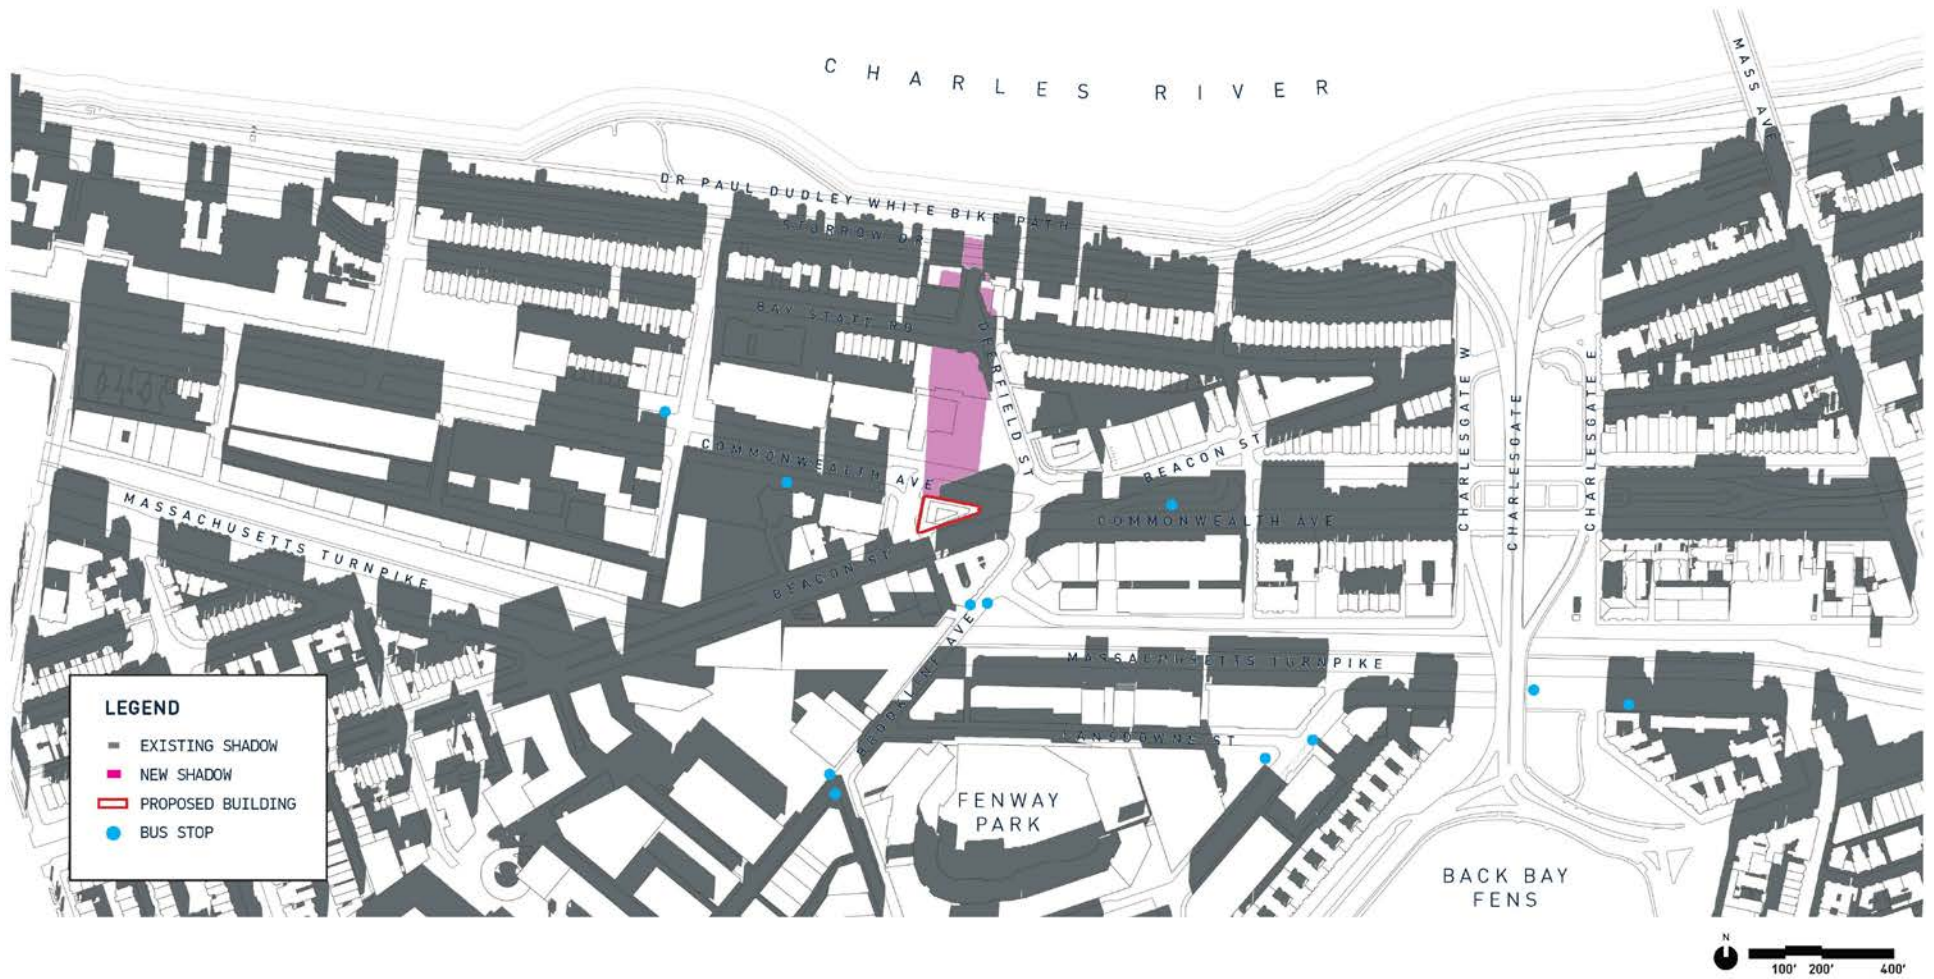 CHARLES RIVER
MASS AVE
DR PAUL DUDLEY WHITE BIKE PATH
STORROW DR
BAY STATE RD
DEERFIELD ST
CHARLESGATE W
CHARLESGATE
CHARLESGATE E
COMMONWEALTH AVE
BEACON ST
COMMONWEALTH AVE
MASSACHUSETTS TURNPIKE
BEACON ST
BROOKLINE AVE
MASSACHUSETTS TURNPIKE
LANSDOWNE ST
FENWAY
PARK
BACK BAY
FENS
LEGEND
EXISTING SHADOW
NEW SHADOW
PROPOSED BUILDING
BUS STOP
N
100' 200' 400'